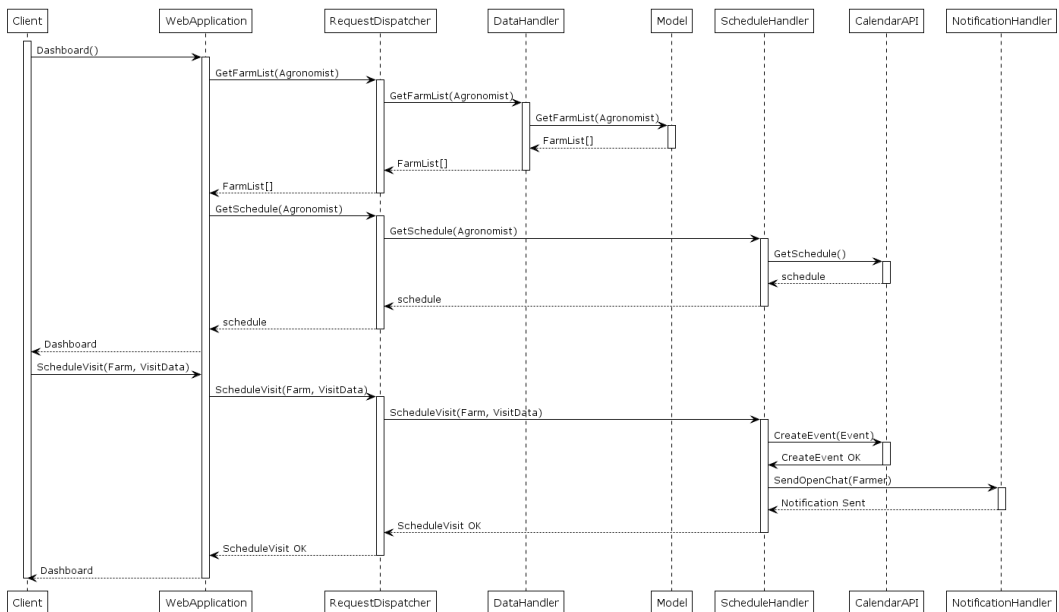 Client WebApplication RequestDispatcher DataHandler Model ScheduleHandler CalendarAPI NotificationHandler
Dashboard()
GetFarmList(Agronomist)
GetFarmList(Agronomist)
GetFarmList(Agronomist)
FarmList[]
FarmList[]
FarmList[]
GetSchedule(Agronomist)
GetSchedule(Agronomist)
GetSchedule()
schedule
schedule
schedule
Dashboard
ScheduleVisit(Farm, VisitData)
ScheduleVisit(Farm, VisitData)
ScheduleVisit(Farm, VisitData)
CreateEvent(Event)
CreateEvent OK
SendOpenChat(Farmer)
Notification Sent
ScheduleVisit OK
ScheduleVisit OK
Dashboard
Client WebApplication RequestDispatcher DataHandler Model ScheduleHandler CalendarAPI NotificationHandler